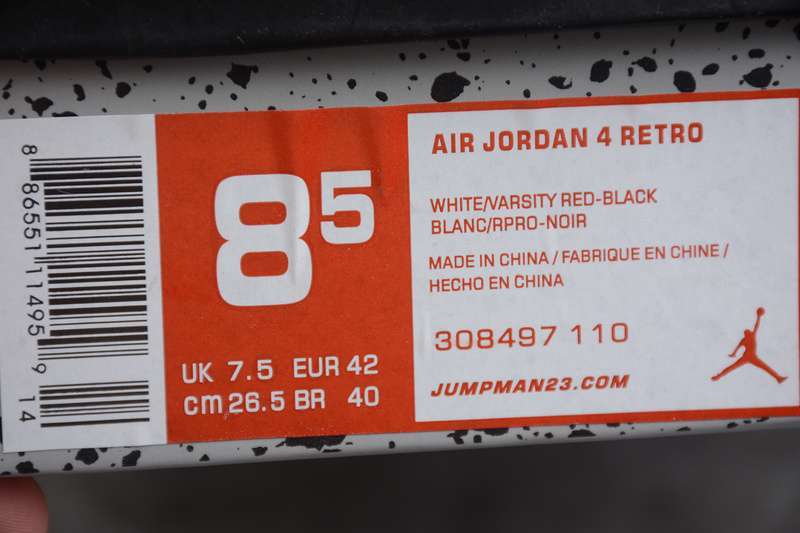 8 86551 11495 9 14
8 5
UK 7.5 EUR 42
cm 26.5 BR 40
AIR JORDAN 4 RETRO
WHITE/VARSITY RED-BLACK
BLANC/RPRO-NOIR
MADE IN CHINA / FABRIQUE EN CHINE /
HECHO EN CHINA
308497 110
JUMPMAN23.COM